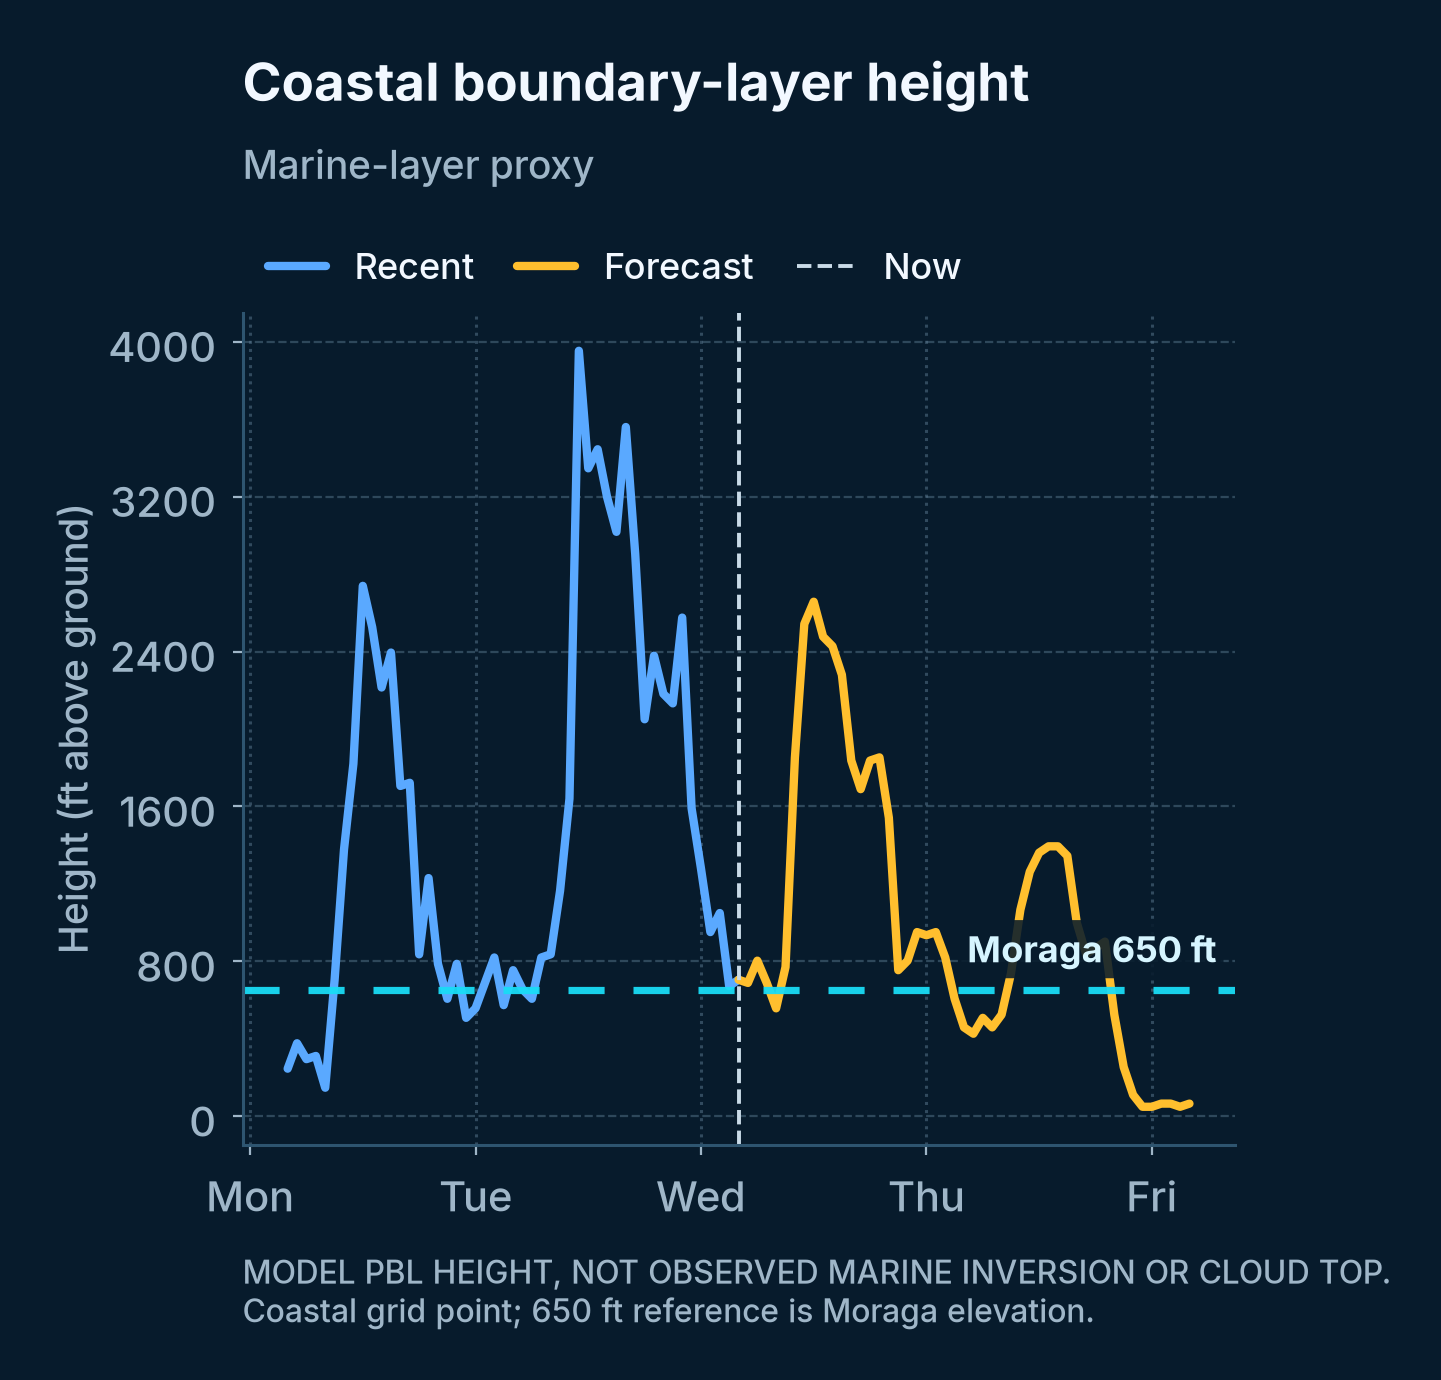 Coastal boundary-layer height
Marine-layer proxy
Recent
Forecast
Now
Height (ft above ground)
4000
3200
2400
1600
800
0
Moraga 650 ft
Mon
Tue
Wed
Thu
Fri
MODEL PBL HEIGHT, NOT OBSERVED MARINE INVERSION OR CLOUD TOP.
Coastal grid point; 650 ft reference is Moraga elevation.